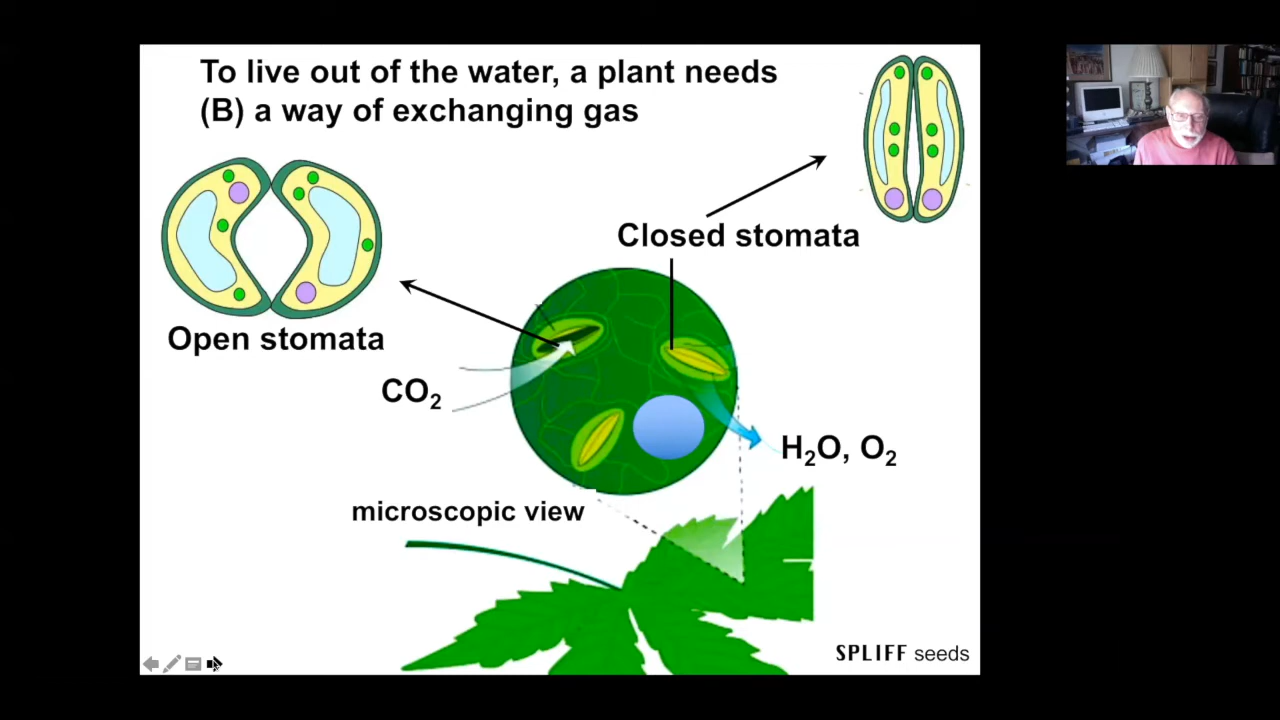 To live out of the water, a plant needs
(B) a way of exchanging gas
Closed stomata
Open stomata
CO₂
H₂O, O₂
microscopic view
SPLIFF seeds